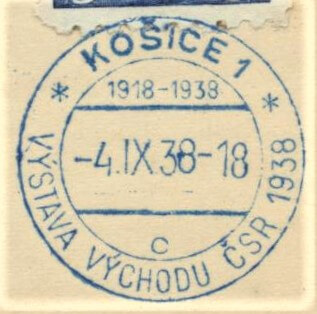 * KOŠICE 1 *
1918-1938
-4.IX.38-18
c
VÝSTAVA VÝCHODU ČSR 1938